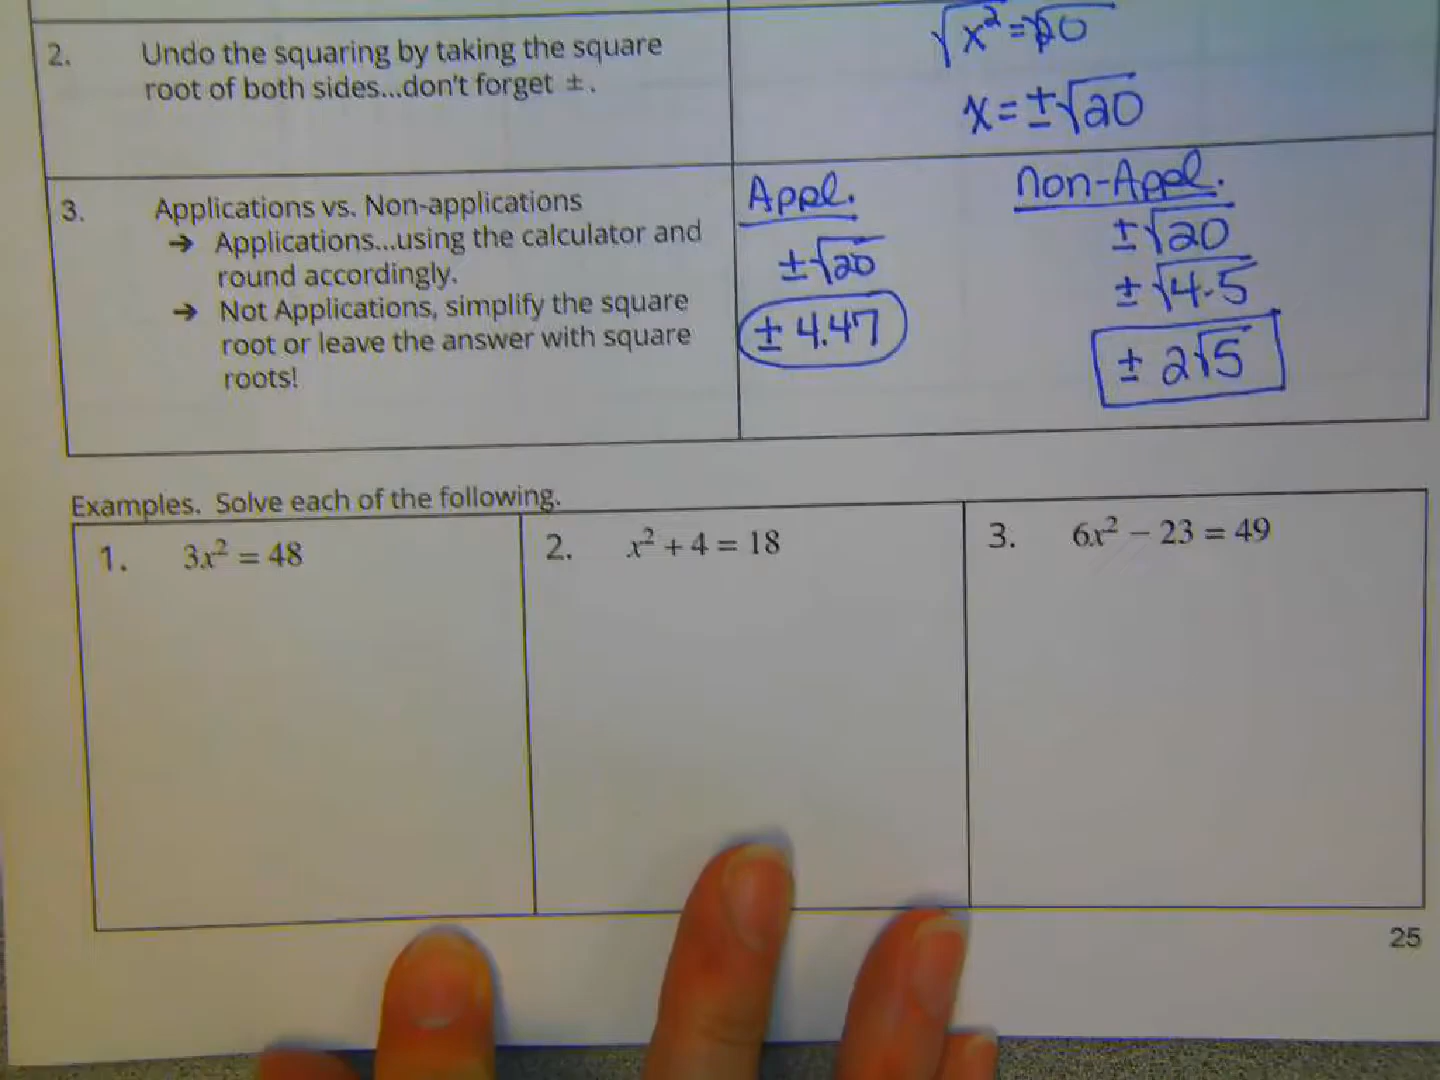 2. Undo the squaring by taking the square
root of both sides...don't forget ±.
√x² = √20
x = ±√20
3. Applications vs. Non-applications
→ Applications...using the calculator and
round accordingly.
→ Not Applications, simplify the square
root or leave the answer with square
roots!
Appl.
±√20
± 4.47
Non-Appl.
±√20
± √4·5
± 2√5
Examples. Solve each of the following.
1. 3x² = 48
2. x² + 4 = 18
3. 6x² − 23 = 49
25